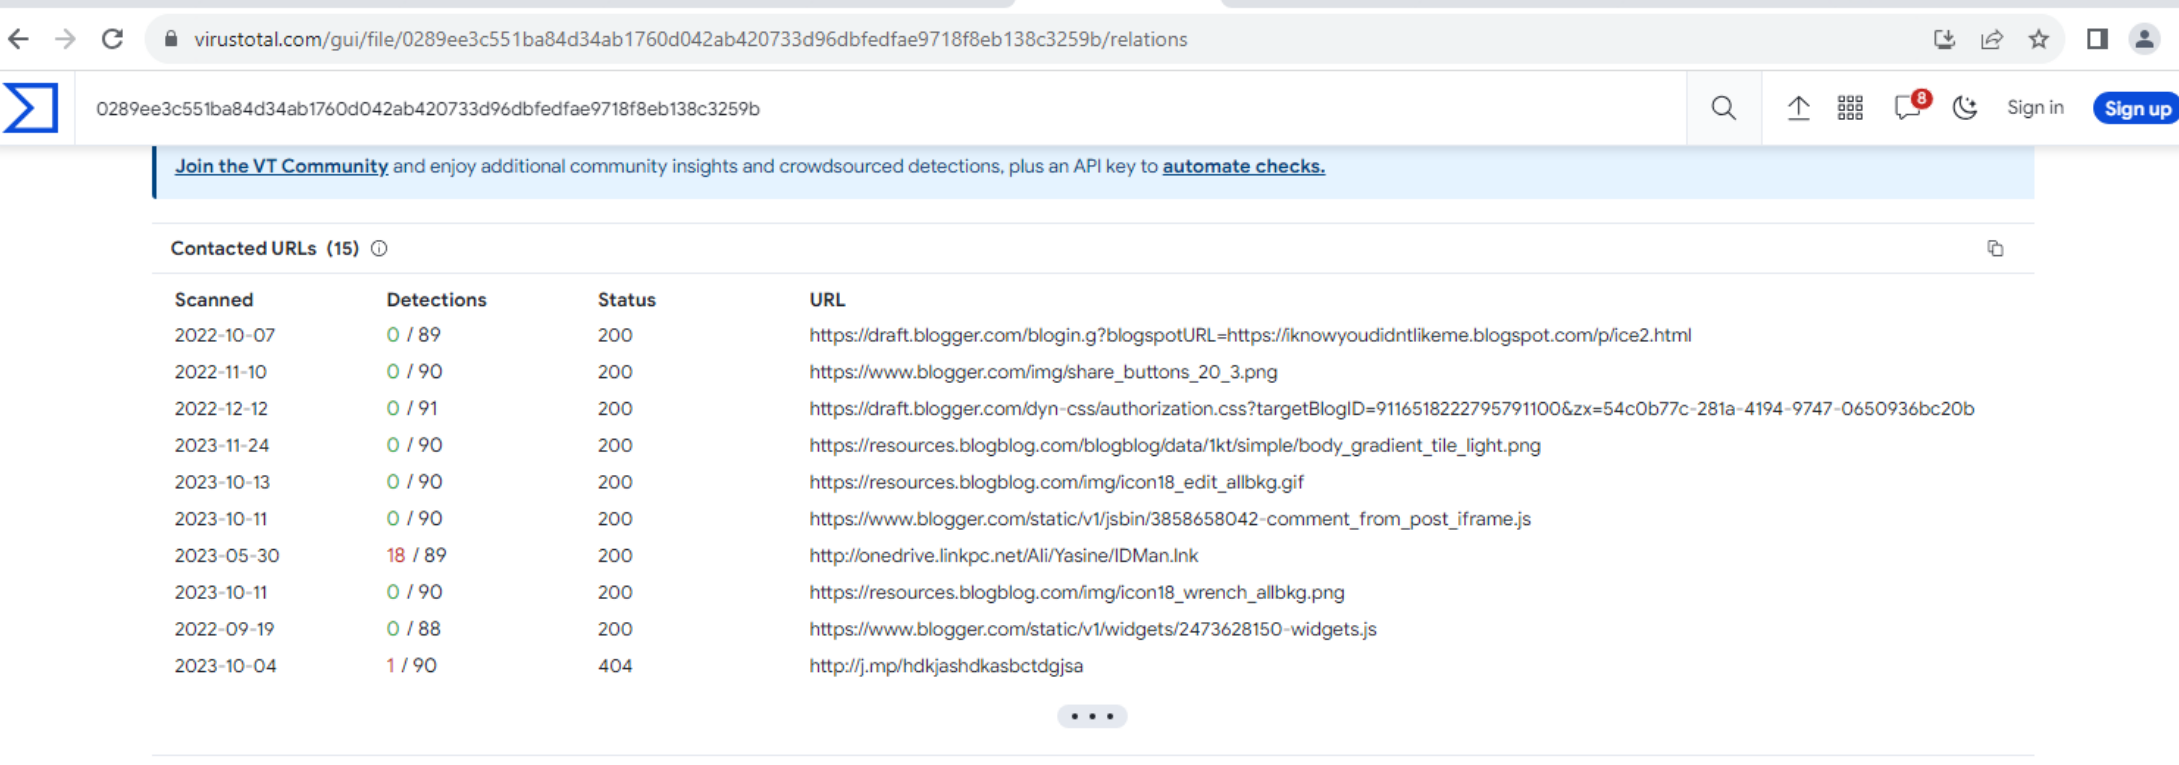 virustotal.com/gui/file/0289ee3c551ba84d34ab1760d042ab420733d96dbfedfae9718f8eb138c3259b/relations
0289ee3c551ba84d34ab1760d042ab420733d96dbfedfae9718f8eb138c3259b
8
Sign in
Sign up
Join the VT Community and enjoy additional community insights and crowdsourced detections, plus an API key to automate checks.
Contacted URLs (15)
Scanned Detections Status URL
2022-10-07 0 / 89 200 https://draft.blogger.com/blogin.g?blogspotURL=https://iknowyoudidntlikeme.blogspot.com/p/ice2.html
2022-11-10 0 / 90 200 https://www.blogger.com/img/share_buttons_20_3.png
2022-12-12 0 / 91 200 https://draft.blogger.com/dyn-css/authorization.css?targetBlogID=9116518222795791100&zx=54c0b77c-281a-4194-9747-0650936bc20b
2023-11-24 0 / 90 200 https://resources.blogblog.com/blogblog/data/1kt/simple/body_gradient_tile_light.png
2023-10-13 0 / 90 200 https://resources.blogblog.com/img/icon18_edit_allbkg.gif
2023-10-11 0 / 90 200 https://www.blogger.com/static/v1/jsbin/3858658042-comment_from_post_iframe.js
2023-05-30 18 / 89 200 http://onedrive.linkpc.net/Ali/Yasine/IDMan.lnk
2023-10-11 0 / 90 200 https://resources.blogblog.com/img/icon18_wrench_allbkg.png
2022-09-19 0 / 88 200 https://www.blogger.com/static/v1/widgets/2473628150-widgets.js
2023-10-04 1 / 90 404 http://j.mp/hdkjashdkasbctdgjsa